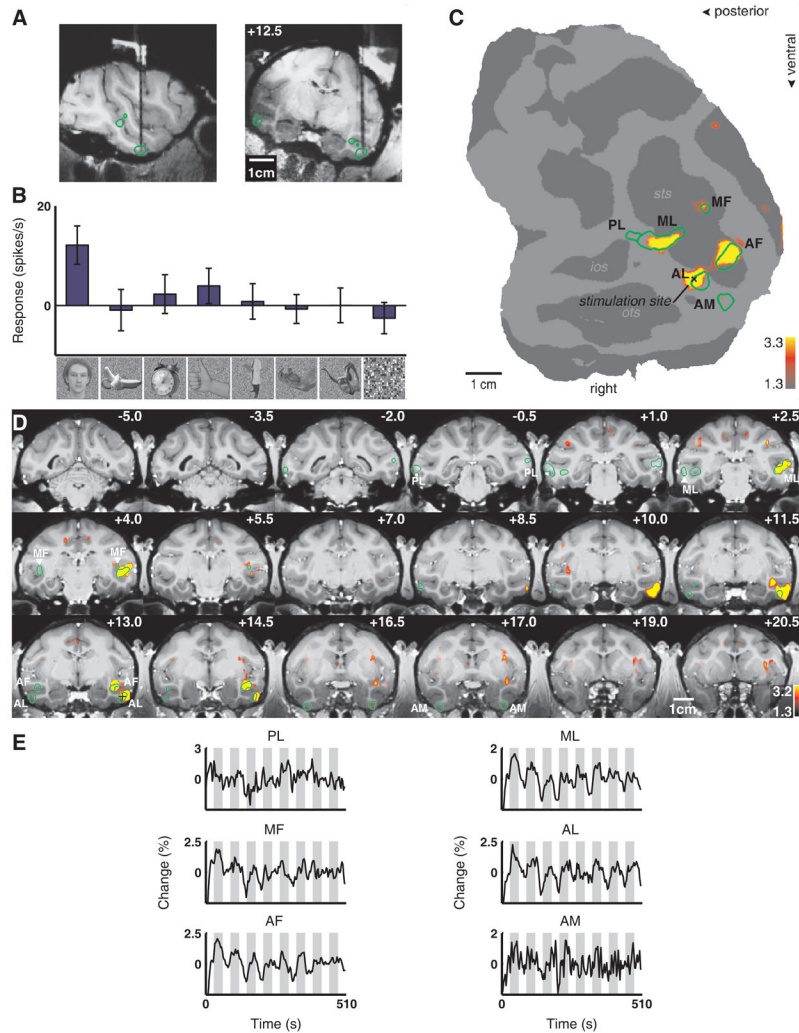 A
+12.5
1cm
B
20
0
Response (spikes/s)
C
◄ posterior
◄ ventral
sts
MF
PL
ML
AF
ios
AL
stimulation site
ots
AM
3.3
1.3
1 cm
right
D
-5.0
-3.5
-2.0
-0.5
+1.0
+2.5
PL
PL
ML
ML
+4.0
+5.5
+7.0
+8.5
+10.0
+11.5
MF
MF
+13.0
+14.5
+16.5
+17.0
+19.0
+20.5
AF
AF
AL
AL
AM
AM
1cm
3.2
1.3
E
PL
3
0
ML
2
0
MF
2.5
0
AL
2.5
0
Change (%)
Change (%)
AF
2.5
0
AM
2
0
0
510
0
510
Time (s)
Time (s)